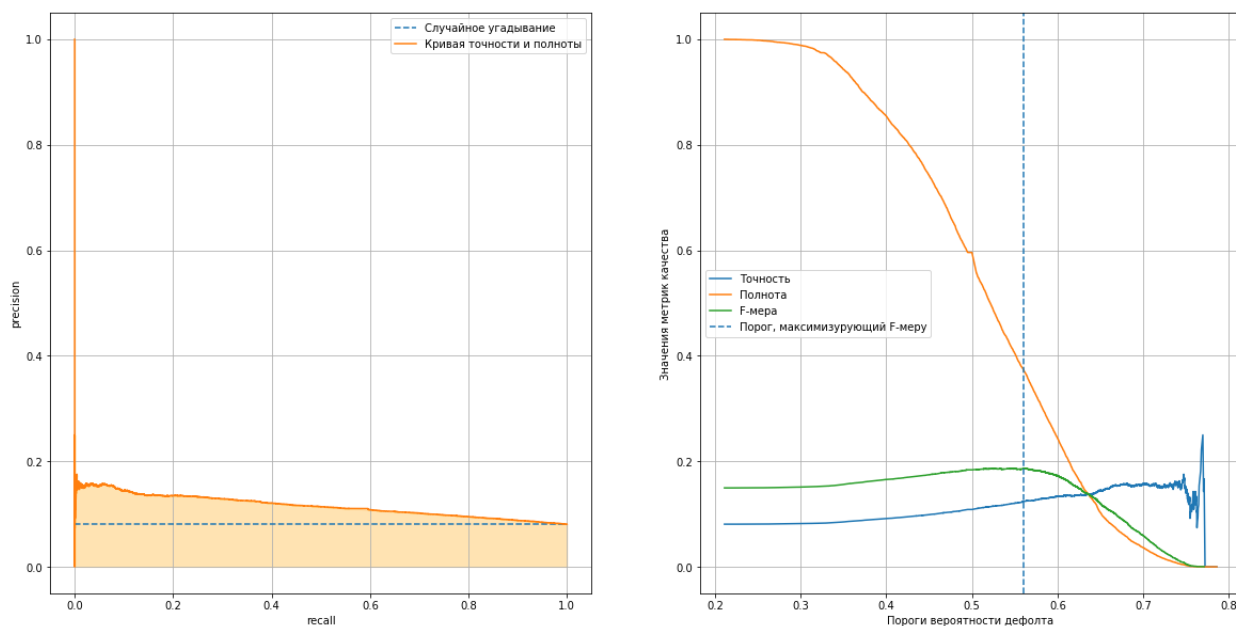 Случайное угадывание
Кривая точности и полноты
1.0
0.8
0.6
0.4
0.2
0.0
precision
0.0 0.2 0.4 0.6 0.8 1.0
recall
1.0
0.8
0.6
0.4
0.2
0.0
Значения метрик качества
Точность
Полнота
F-мера
Порог, максимизурующий F-меру
0.2 0.3 0.4 0.5 0.6 0.7 0.8
Пороги вероятности дефолта